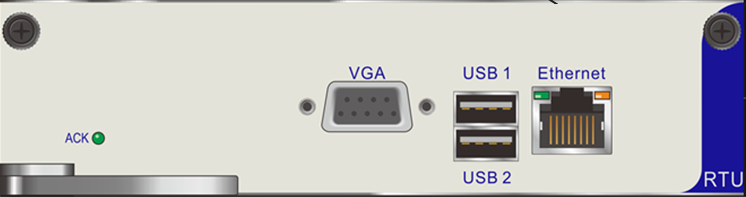 VGA
USB 1
Ethernet
ACK
USB 2
RTU